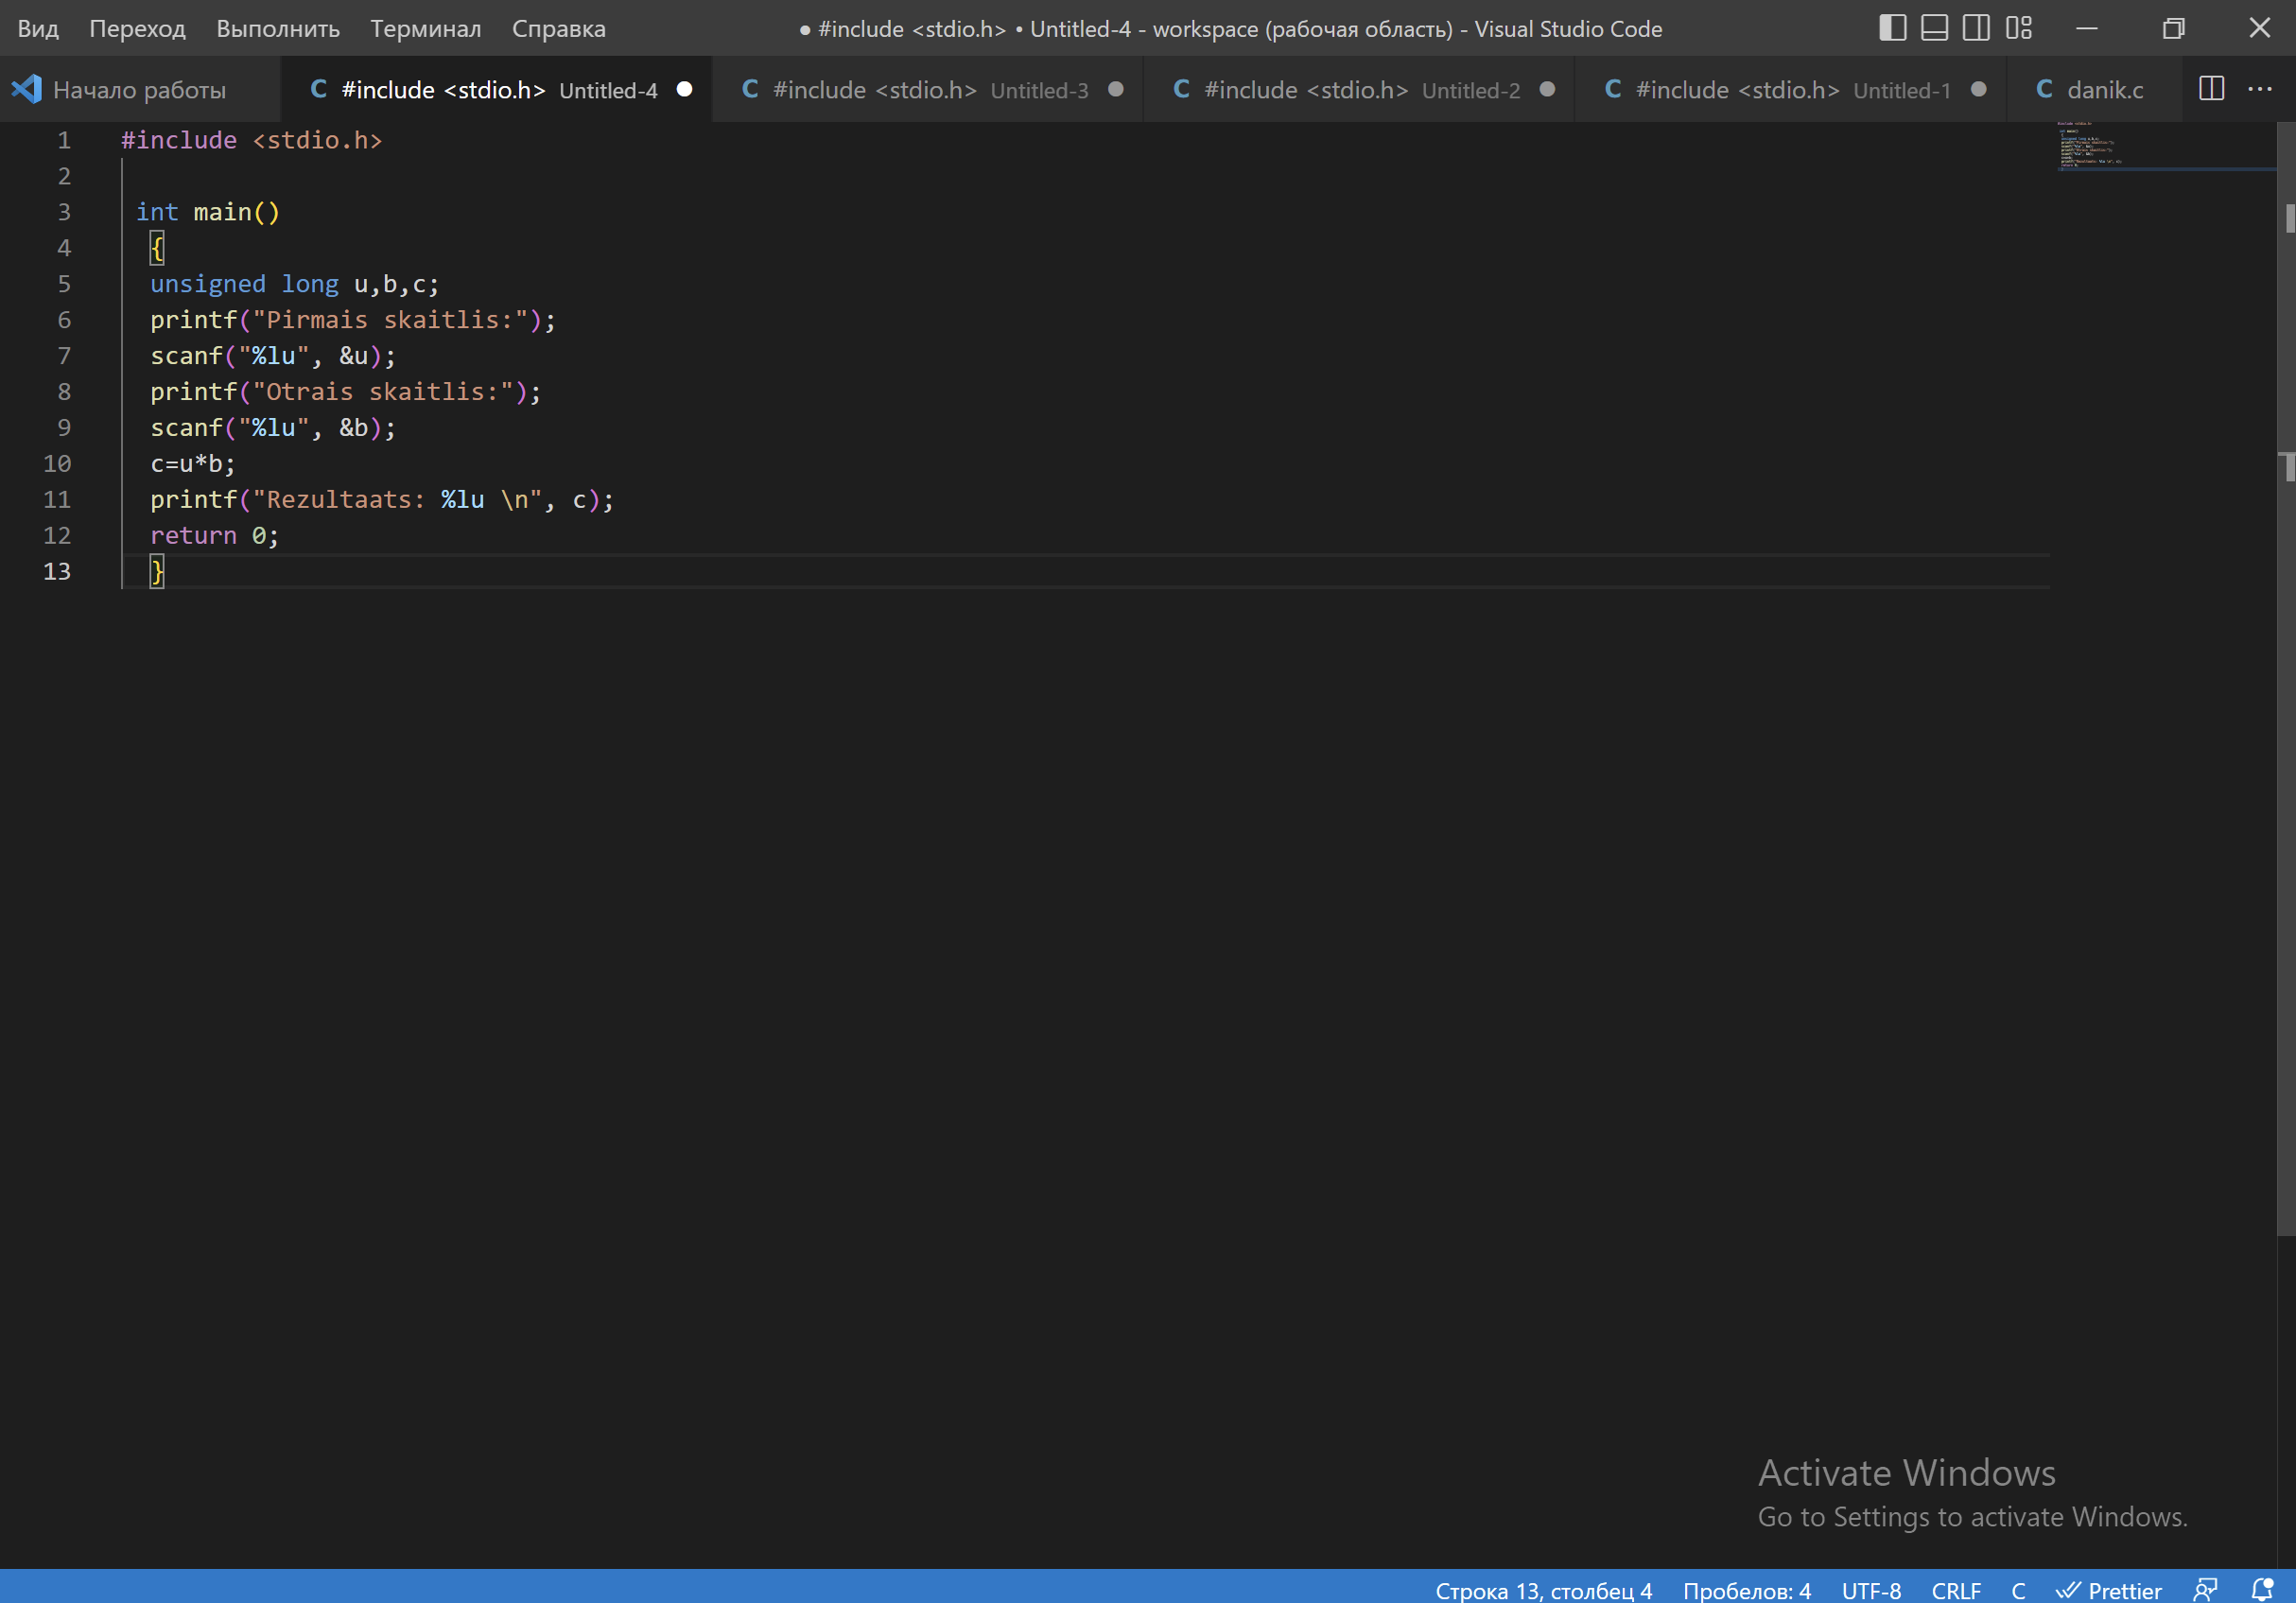 Вид Переход Выполнить Терминал Справка ● #include <stdio.h> • Untitled-4 - workspace (рабочая область) - Visual Studio Code
Начало работы C #include <stdio.h> Untitled-4 ● C #include <stdio.h> Untitled-3 ● C #include <stdio.h> Untitled-2 ● C #include <stdio.h> Untitled-1 ● C danik.c ...
1 #include <stdio.h>
2
3 int main()
4 {
5 unsigned long u,b,c;
6 printf("Pirmais skaitlis:");
7 scanf("%lu", &u);
8 printf("Otrais skaitlis:");
9 scanf("%lu", &b);
10 c=u*b;
11 printf("Rezultaats: %lu \n", c);
12 return 0;
13 }
Activate Windows
Go to Settings to activate Windows.
Строка 13, столбец 4 Пробелов: 4 UTF-8 CRLF C Prettier